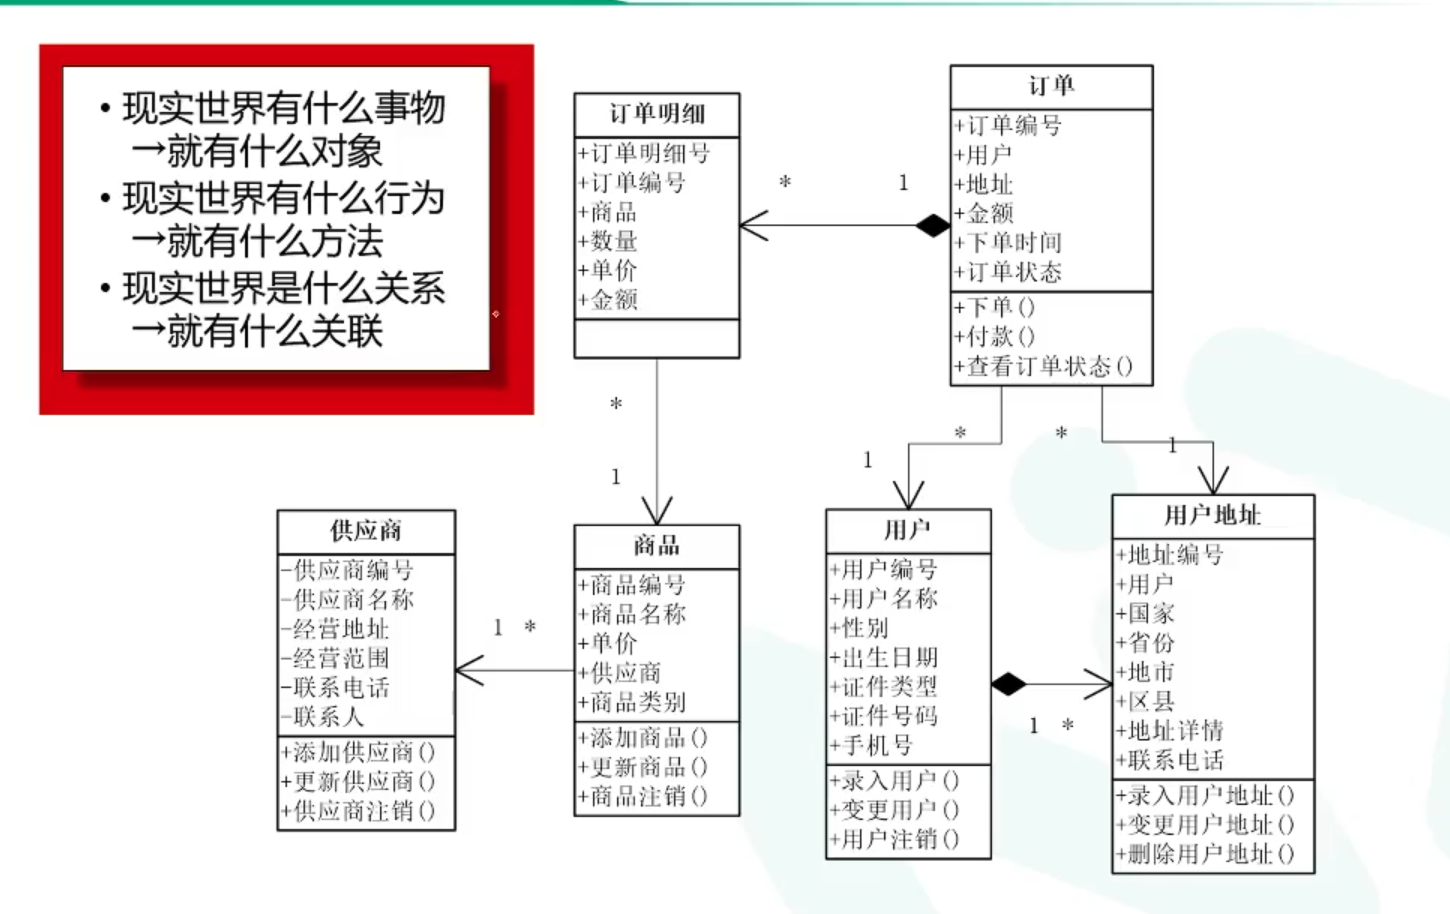 • 现实世界有什么事物
→就有什么对象
• 现实世界有什么行为
→就有什么方法
• 现实世界是什么关系
→就有什么关联
订单明细
+订单明细号
+订单编号
+商品
+数量
+单价
+金额
* 1
订单
+订单编号
+用户
+地址
+金额
+下单时间
+订单状态
+下单()
+付款()
+查看订单状态()
*
1
*
1
*
1
供应商
-供应商编号
-供应商名称
-经营地址
-经营范围
-联系电话
-联系人
+添加供应商()
+更新供应商()
+供应商注销()
1 *
商品
+商品编号
+商品名称
+单价
+供应商
+商品类别
+添加商品()
+更新商品()
+商品注销()
用户
+用户编号
+用户名称
+性别
+出生日期
+证件类型
+证件号码
+手机号
+录入用户()
+变更用户()
+用户注销()
1 *
用户地址
+地址编号
+用户
+国家
+省份
+地市
+区县
+地址详情
+联系电话
+录入用户地址()
+变更用户地址()
+删除用户地址()